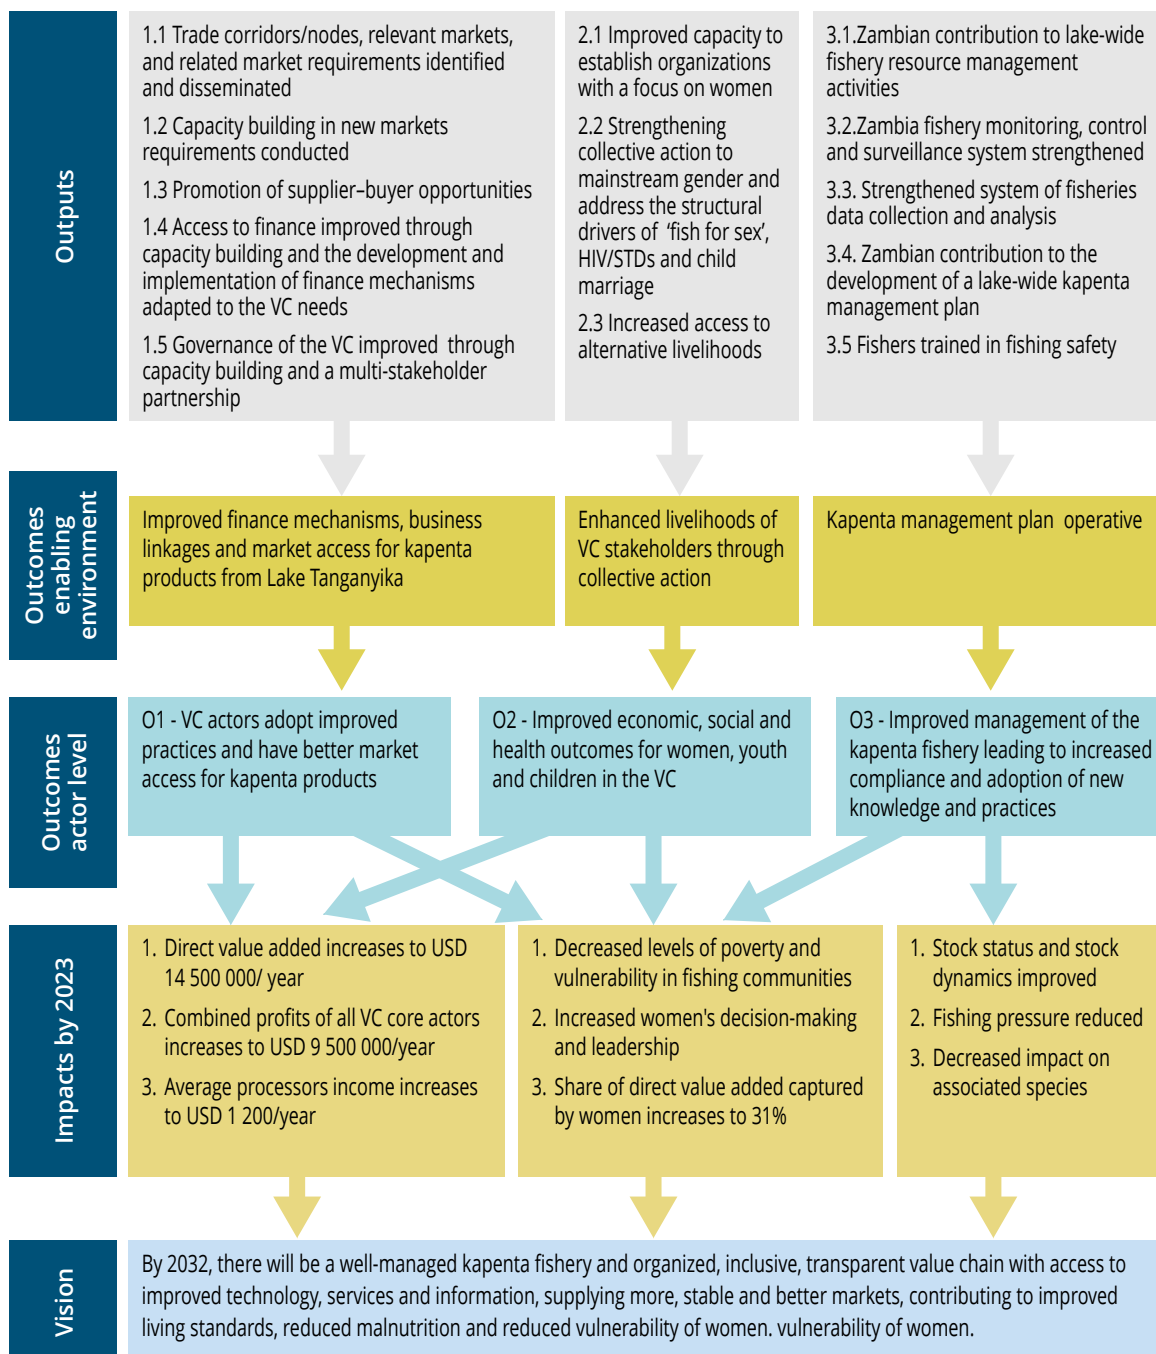 Outputs
1.1 Trade corridors/nodes, relevant markets,
and related market requirements identified
and disseminated
1.2 Capacity building in new markets
requirements conducted
1.3 Promotion of supplier–buyer opportunities
1.4 Access to finance improved through
capacity building and the development and
implementation of finance mechanisms
adapted to the VC needs
1.5 Governance of the VC improved  through
capacity building and a multi-stakeholder
partnership
2.1 Improved capacity to
establish organizations
with a focus on women
2.2 Strengthening
collective action to
mainstream gender and
address the structural
drivers of  ‘fish for sex’,
HIV/STDs and child
marriage
2.3 Increased access to
alternative livelihoods
3.1.Zambian contribution to lake-wide
fishery resource management
activities
3.2.Zambia fishery monitoring, control
and surveillance system strengthened
3.3. Strengthened system of fisheries
data collection and analysis
3.4. Zambian contribution to the
development of a lake-wide kapenta
management plan
3.5 Fishers trained in fishing safety
Outcomes
enabling
environment
Improved finance mechanisms, business
linkages and market access for kapenta
products from Lake Tanganyika
Enhanced livelihoods of
VC stakeholders through
collective action
Kapenta management plan  operative
Outcomes
actor level
O1 - VC actors adopt improved
practices and have better market
access for kapenta products
O2 - Improved economic, social and
health outcomes for women, youth
and children in the VC
O3 - Improved management of the
kapenta fishery leading to increased
compliance and adoption of new
knowledge and practices
Impacts by 2023
1. Direct value added increases to USD
14 500 000/ year
2. Combined profits of all VC core actors
increases to USD 9 500 000/year
3. Average processors income increases
to USD 1 200/year
1. Decreased levels of poverty and
vulnerability in fishing communities
2. Increased women's decision-making
and leadership
3. Share of direct value added captured
by women increases to 31%
1. Stock status and stock
dynamics improved
2. Fishing pressure reduced
3. Decreased impact on
associated species
Vision
By 2032, there will be a well-managed kapenta fishery and organized, inclusive, transparent value chain with access to
improved technology, services and information, supplying more, stable and better markets, contributing to improved
living standards, reduced malnutrition and reduced vulnerability of women. vulnerability of women.